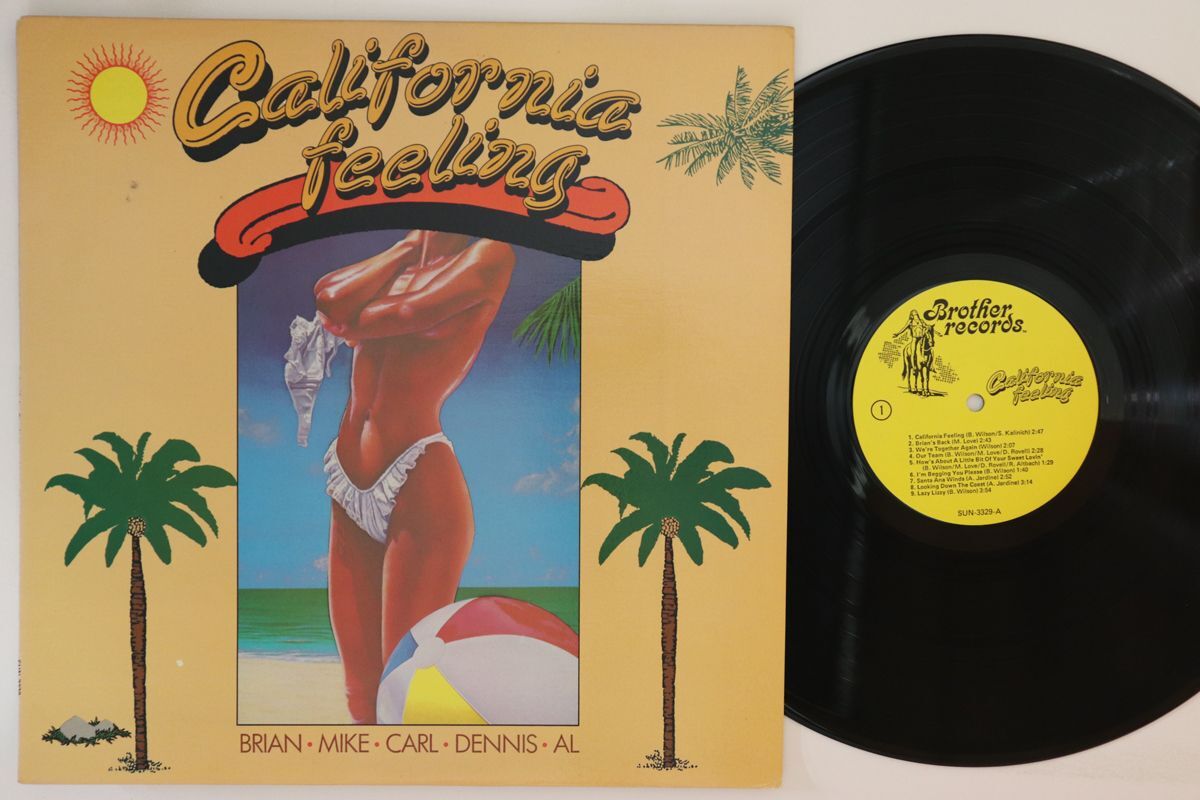 California
feeling
BRIAN • MIKE • CARL • DENNIS • AL
Brother
records™
California
feeling
1
1. California Feeling (B. Wilson/S. Kalinich) 2:47
2. Brian's Back (M. Love) 2:43
3. We're Together Again (Wilson) 2:07
4. Our Team (B. Wilson/M. Love/D. Rovell) 2:28
5. How's About A Little Bit Of Your Sweet Lovin'
(B. Wilson/M. Love/D. Rovell/R. Altbach) 1:29
6. I'm Begging You Please (B. Wilson) 1:40
7. Santa Ana Winds (A. Jardine) 2:52
8. Looking Down The Coast (A. Jardine) 3:14
9. Lazy Lizzy (B. Wilson) 3:54
SUN-3329-A